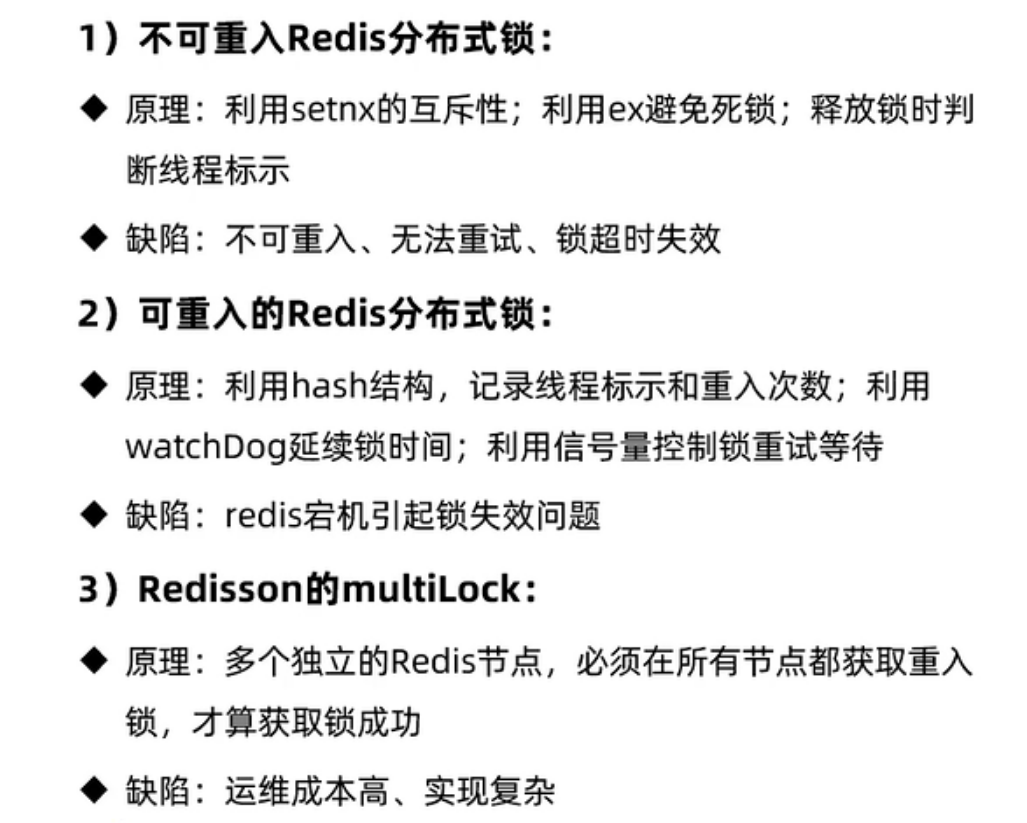 1）不可重入Redis分布式锁：
◆ 原理：利用setnx的互斥性；利用ex避免死锁；释放锁时判
断线程标示
◆ 缺陷：不可重入、无法重试、锁超时失效
2）可重入的Redis分布式锁：
◆ 原理：利用hash结构，记录线程标示和重入次数；利用
watchDog延续锁时间；利用信号量控制锁重试等待
◆ 缺陷：redis宕机引起锁失效问题
3）Redisson的multiLock：
◆ 原理：多个独立的Redis节点，必须在所有节点都获取重入
锁，才算获取锁成功
◆ 缺陷：运维成本高、实现复杂